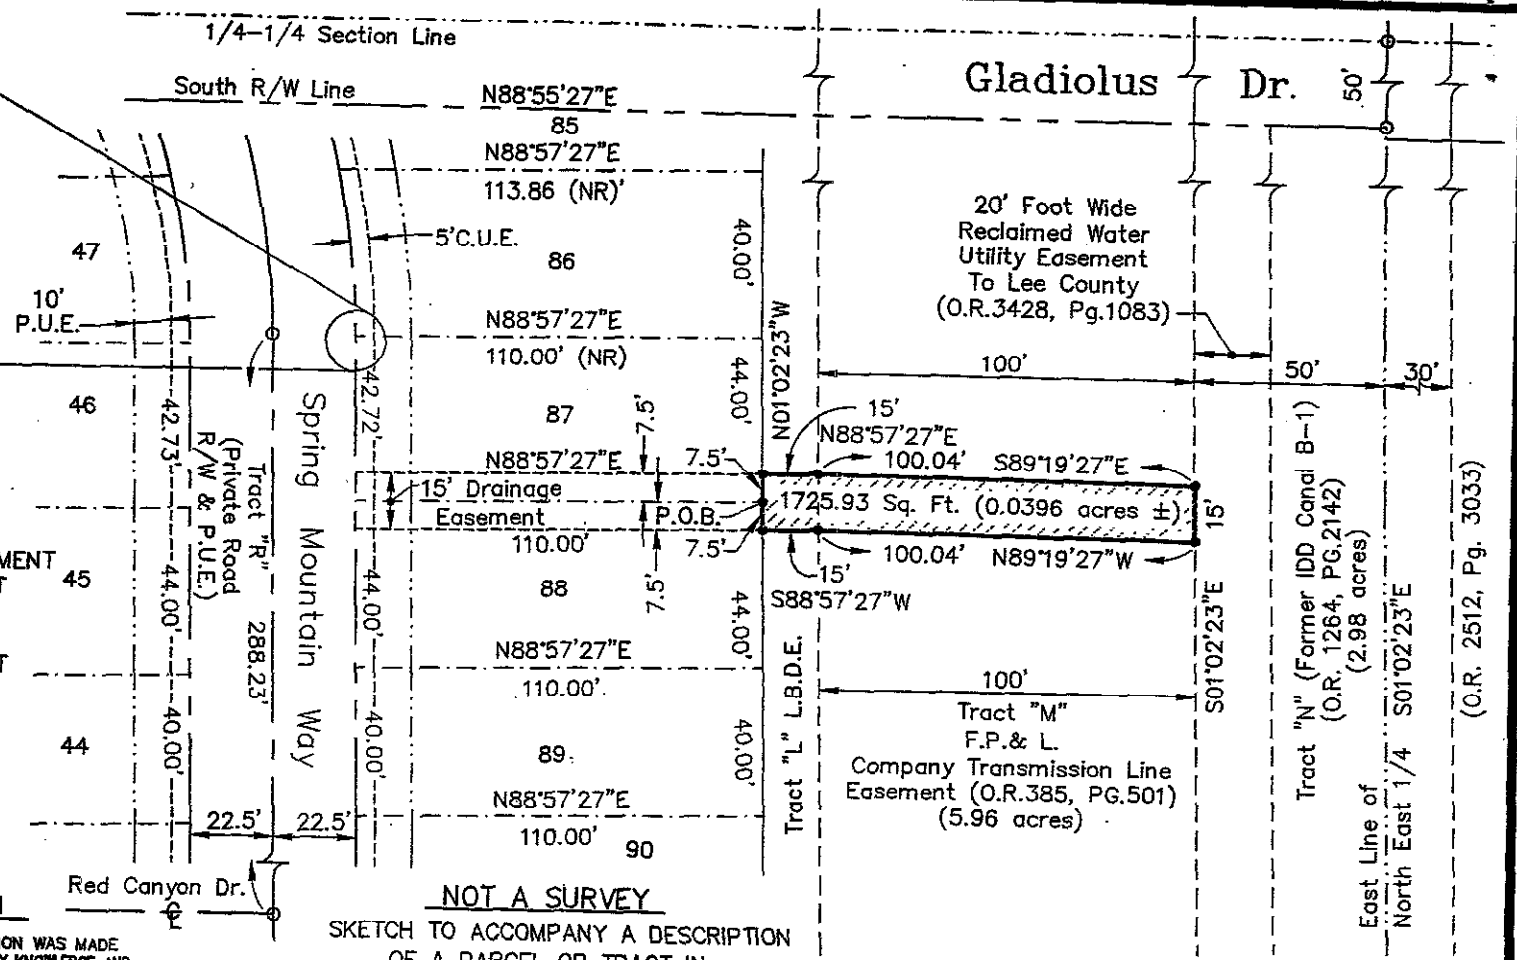 1/4-1/4 Section Line
South R/W Line
N88°55'27"E
Gladiolus Dr.
50'
85
N88°57'27"E
113.86 (NR)'
5'C.U.E.
86
40.00'
N88°57'27"E
110.00' (NR)
47
10'
P.U.E.
20' Foot Wide
Reclaimed Water
Utility Easement
To Lee County
(O.R.3428, Pg.1083)
N01°02'23"W
100'
50'
30'
46
42.73'
42.72'
87
44.00'
7.5'
15'
N88°57'27"E
100.04'
S89°19'27"E
N88°57'27"E
7.5'
15' Drainage
Easement
P.O.B.
1725.93 Sq. Ft. (0.0396 acres ±)
15'
110.00'
7.5'
7.5'
15'
100.04'
N89°19'27"W
S88°57'27"W
MENT
T
T
45
44.00'
R/W & P.U.E.)
(Private Road
Tract "R"
288.23'
Spring Mountain Way
44.00'
88
44.00'
N88°57'27"E
110.00'
S01°02'23"E
Tract "N" (Former IDD Canal B-1)
(O.R. 1264, PG.2142)
(2.98 acres)
S01°02'23"E
(O.R. 2512, Pg. 3033)
44
40.00'
40.00'
89
40.00'
Tract "L" L.B.D.E.
100'
Tract "M"
F.P.& L.
Company Transmission Line
Easement (O.R.385, PG.501)
(5.96 acres)
N88°57'27"E
110.00'
90
22.5'
22.5'
East Line of
North East 1/4
Red Canyon Dr.
NOT A SURVEY
SKETCH TO ACCOMPANY A DESCRIPTION
OF A PARCEL OR TRACT IN
ON WAS MADE